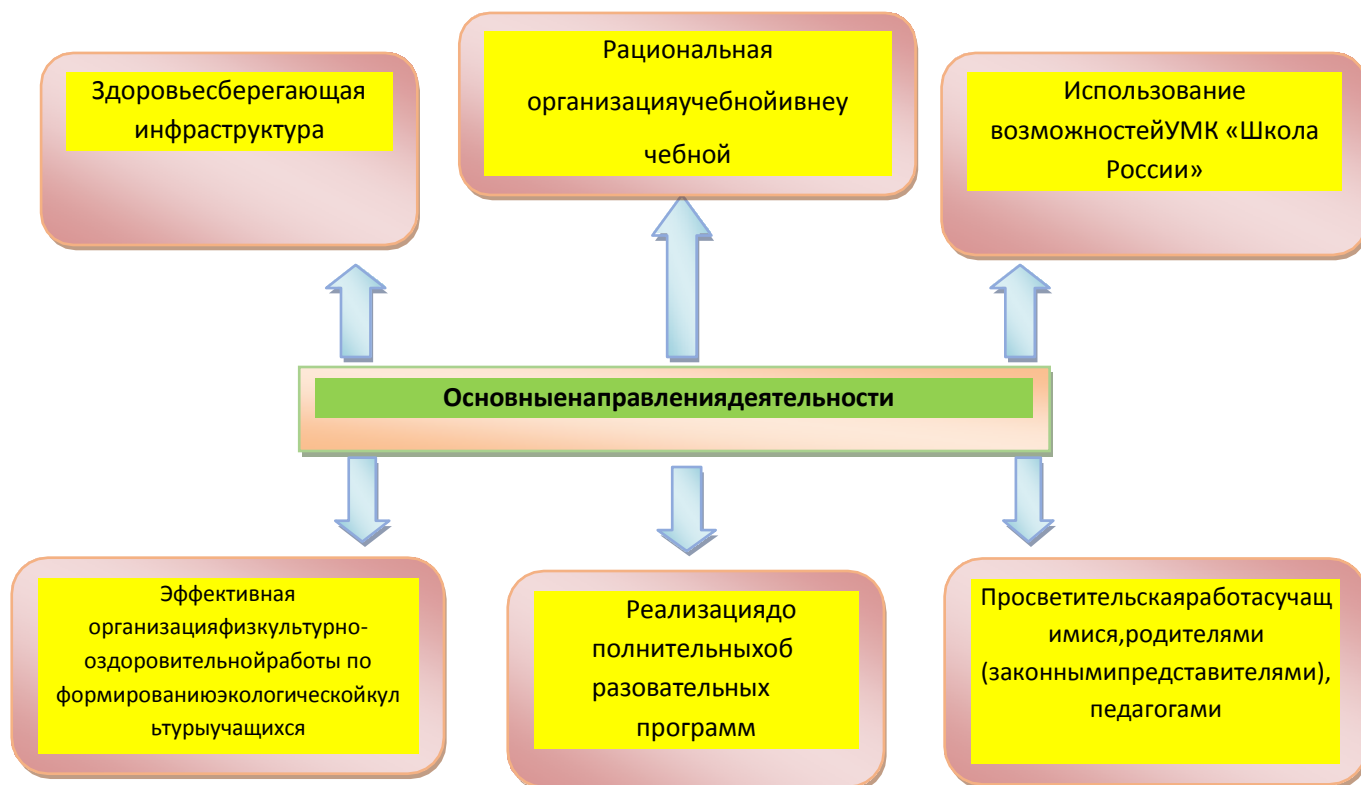 Здоровьесберегающая
инфраструктура
Рациональная
организацияучебнойивнеу
чебной
Использование
возможностейУМК «Школа
России»
Основныенаправлениядеятельности
Эффективная
организацияфизкультурно-
оздоровительнойработы по
формированиюэкологическойкул
ьтурыучащихся
Реализациядо
полнительныхоб
разовательных
программ
Просветительскаяработасучащ
имися,родителями
(законнымипредставителями),
педагогами